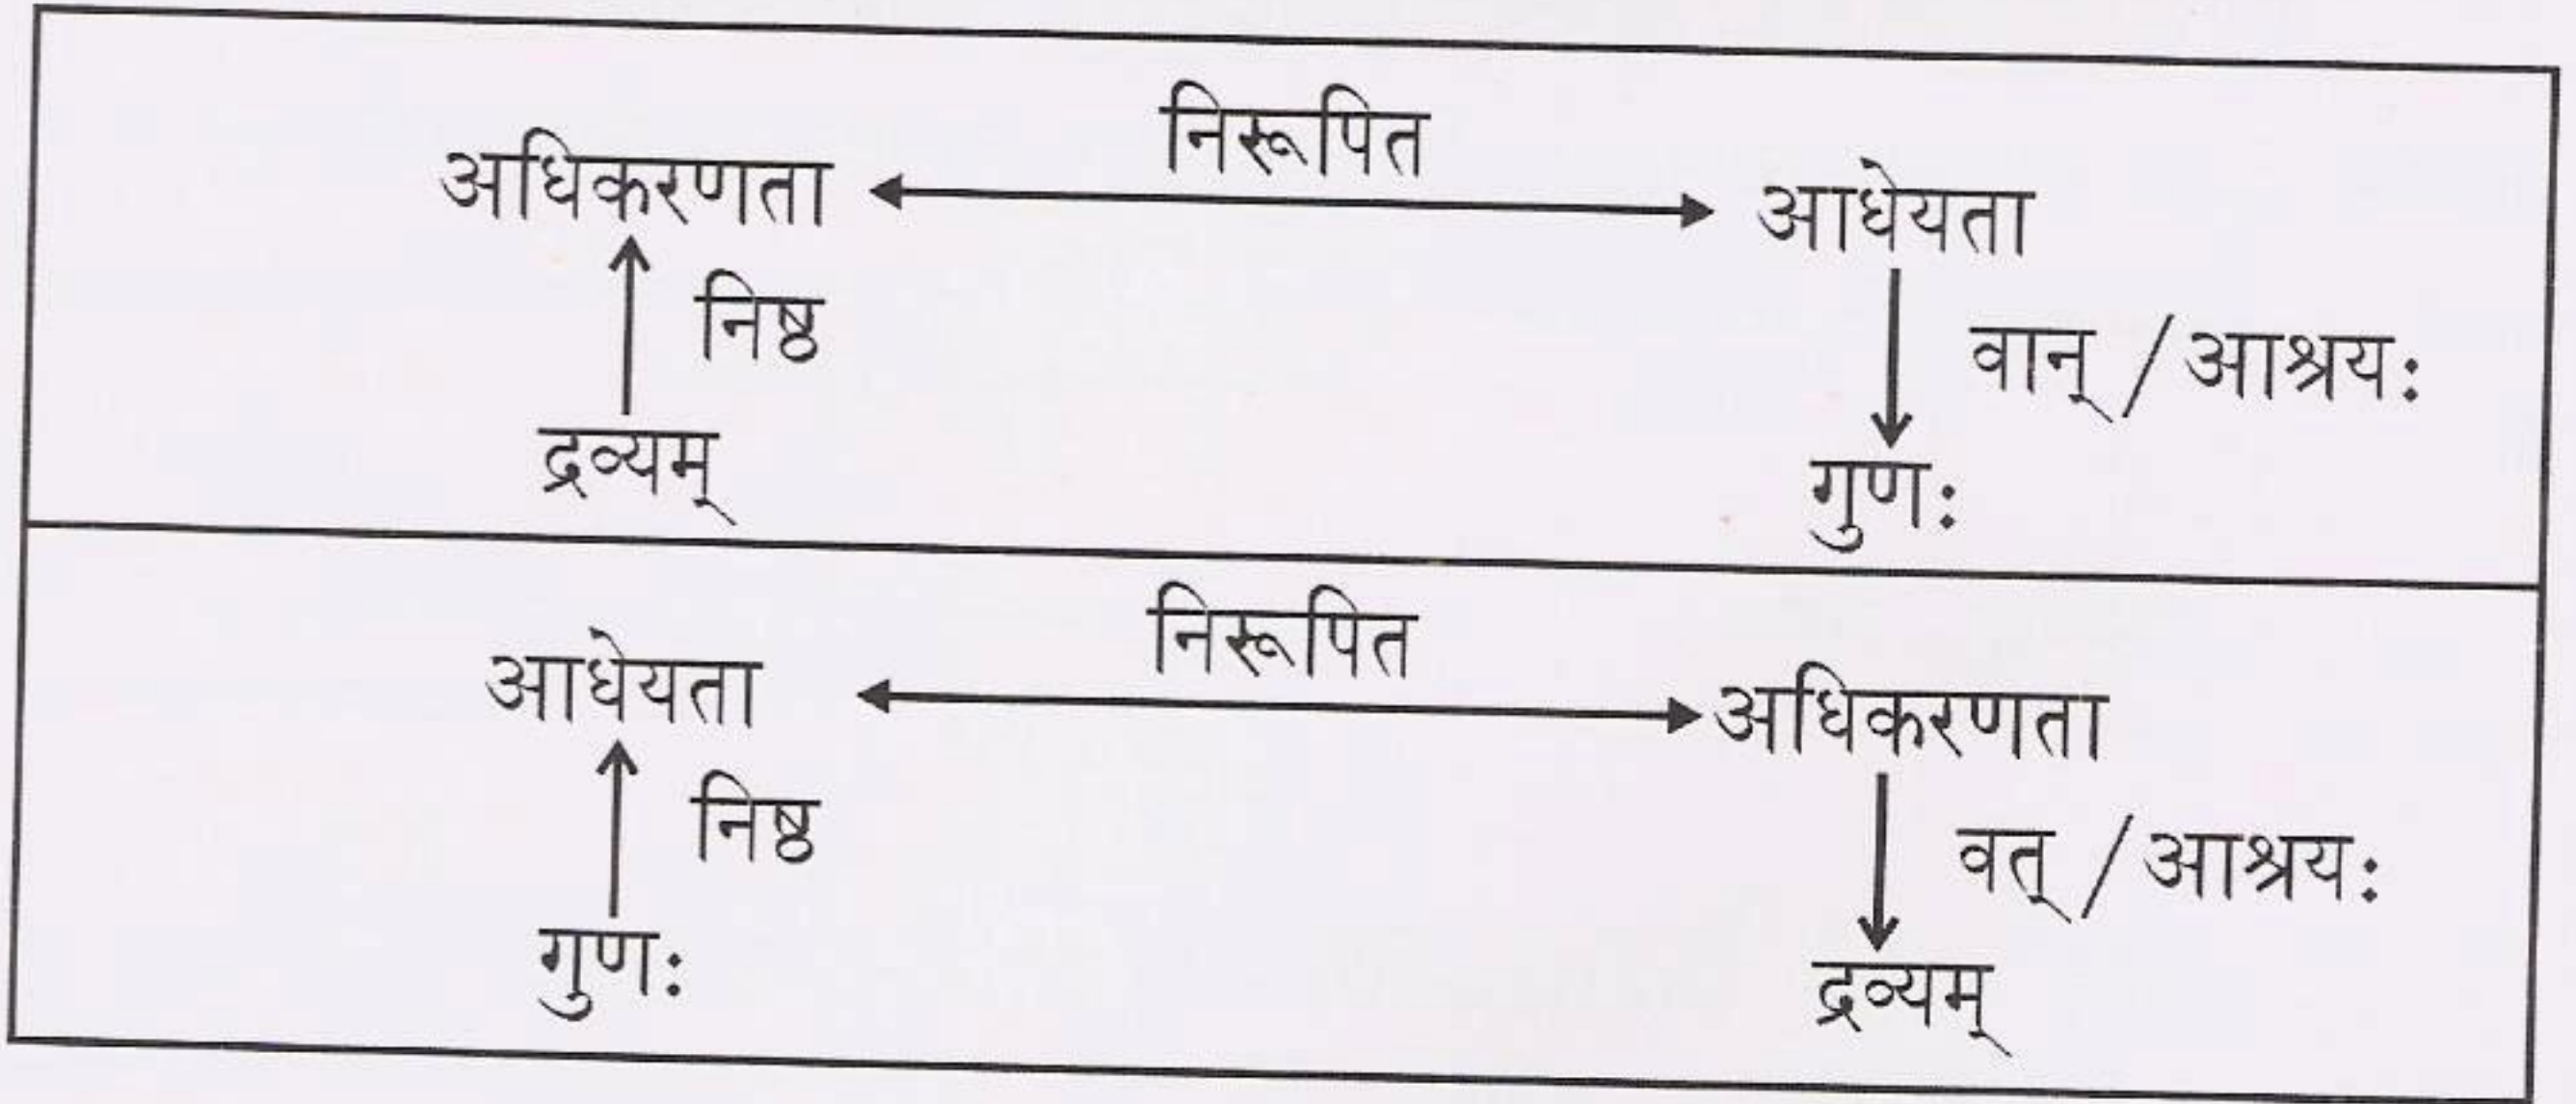 निरूपित
अधिकरणता आधेयता
निष्ठ वान् / आश्रयः
द्रव्यम् गुणः
निरूपित
आधेयता अधिकरणता
निष्ठ वत् / आश्रयः
गुणः द्रव्यम्